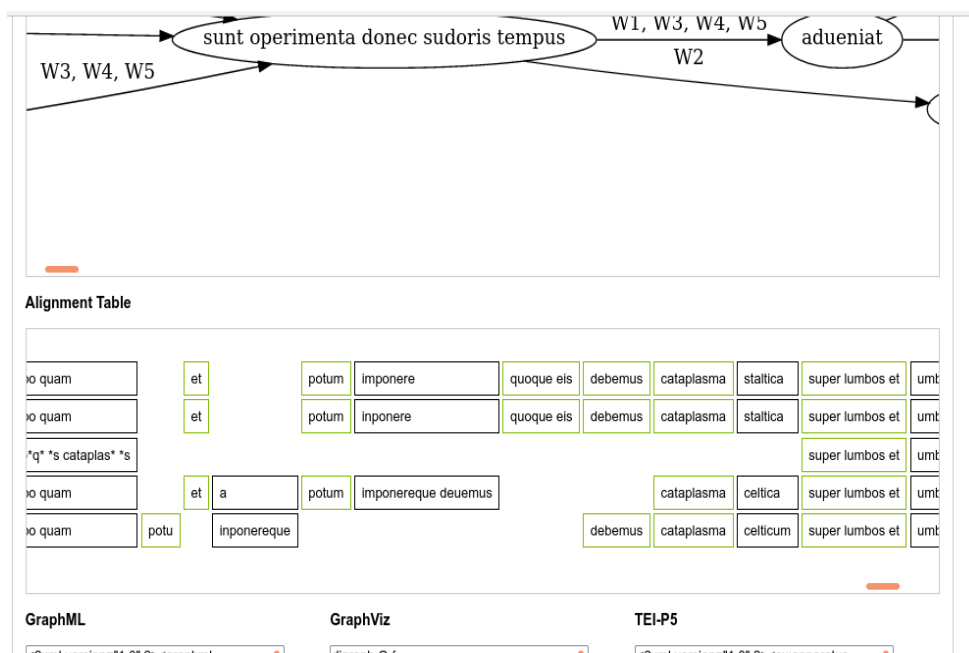 W1, W3, W4, W5
sunt operimenta donec sudoris tempus
adueniat
W2
W3, W4, W5
Alignment Table
quam et potum imponere quoque eis debemus cataplasma staltica super lumbos et
quam et potum inponere quoque eis debemus cataplasma staltica super lumbos et
*q* *s cataplas* *s super lumbos et
quam et a potum imponereque deuemus cataplasma celtica super lumbos et
quam potu inponereque debemus cataplasma celticum super lumbos et
GraphML GraphViz TEI-P5